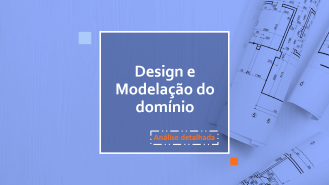 Design e
Modelação do
domínio
Análise detalhada